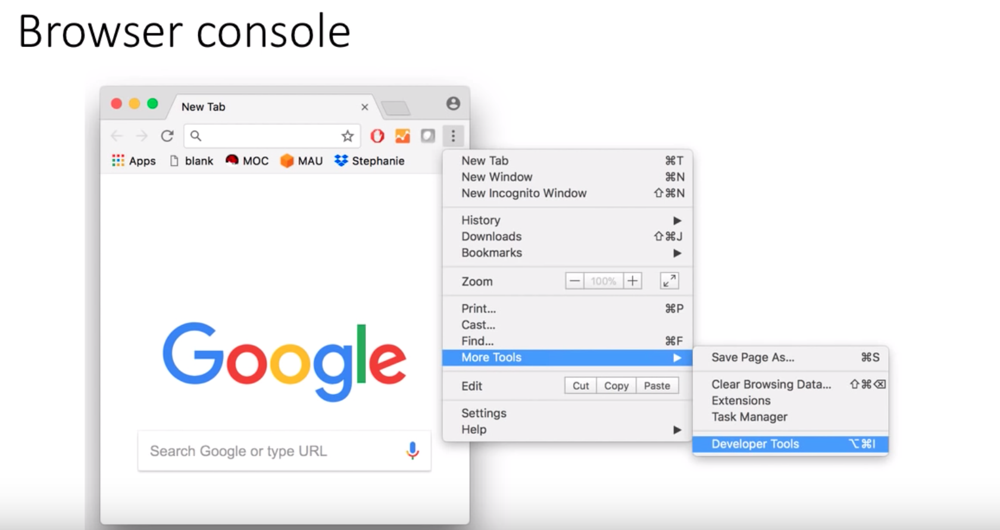 Browser console
New Tab
Apps blank MOC MAU Stephanie
New Tab ⌘T
New Window ⌘N
New Incognito Window ⇧⌘N
History ▶
Downloads ⇧⌘J
Bookmarks ▶
Zoom − 100% +
Print... ⌘P
Cast...
Find... ⌘F
More Tools ▶
Edit Cut Copy Paste
Settings
Help ▶
Save Page As... ⌘S
Clear Browsing Data... ⇧⌘⌫
Extensions
Task Manager
Developer Tools ⌥⌘I
Google
Search Google or type URL